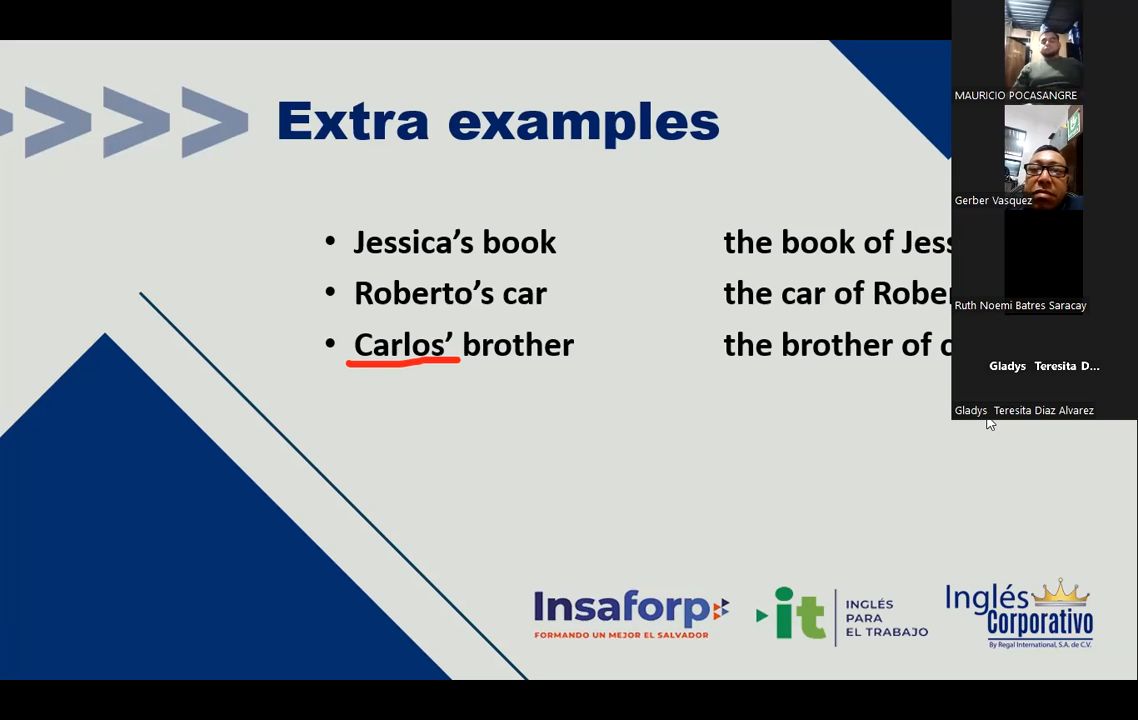 Extra examples
• Jessica’s book the book of Jess
• Roberto’s car the car of Rober
• Carlos’ brother the brother of c
MAURICIO POCASANGRE
Gerber Vasquez
Ruth Noemi Batres Saracay
Gladys Teresita D...
Gladys Teresita Diaz Alvarez
Insaforp
FORMANDO UN MEJOR EL SALVADOR
it
INGLÉS
PARA
EL TRABAJO
Inglés
Corporativo
By Regal International, S.A. de C.V.